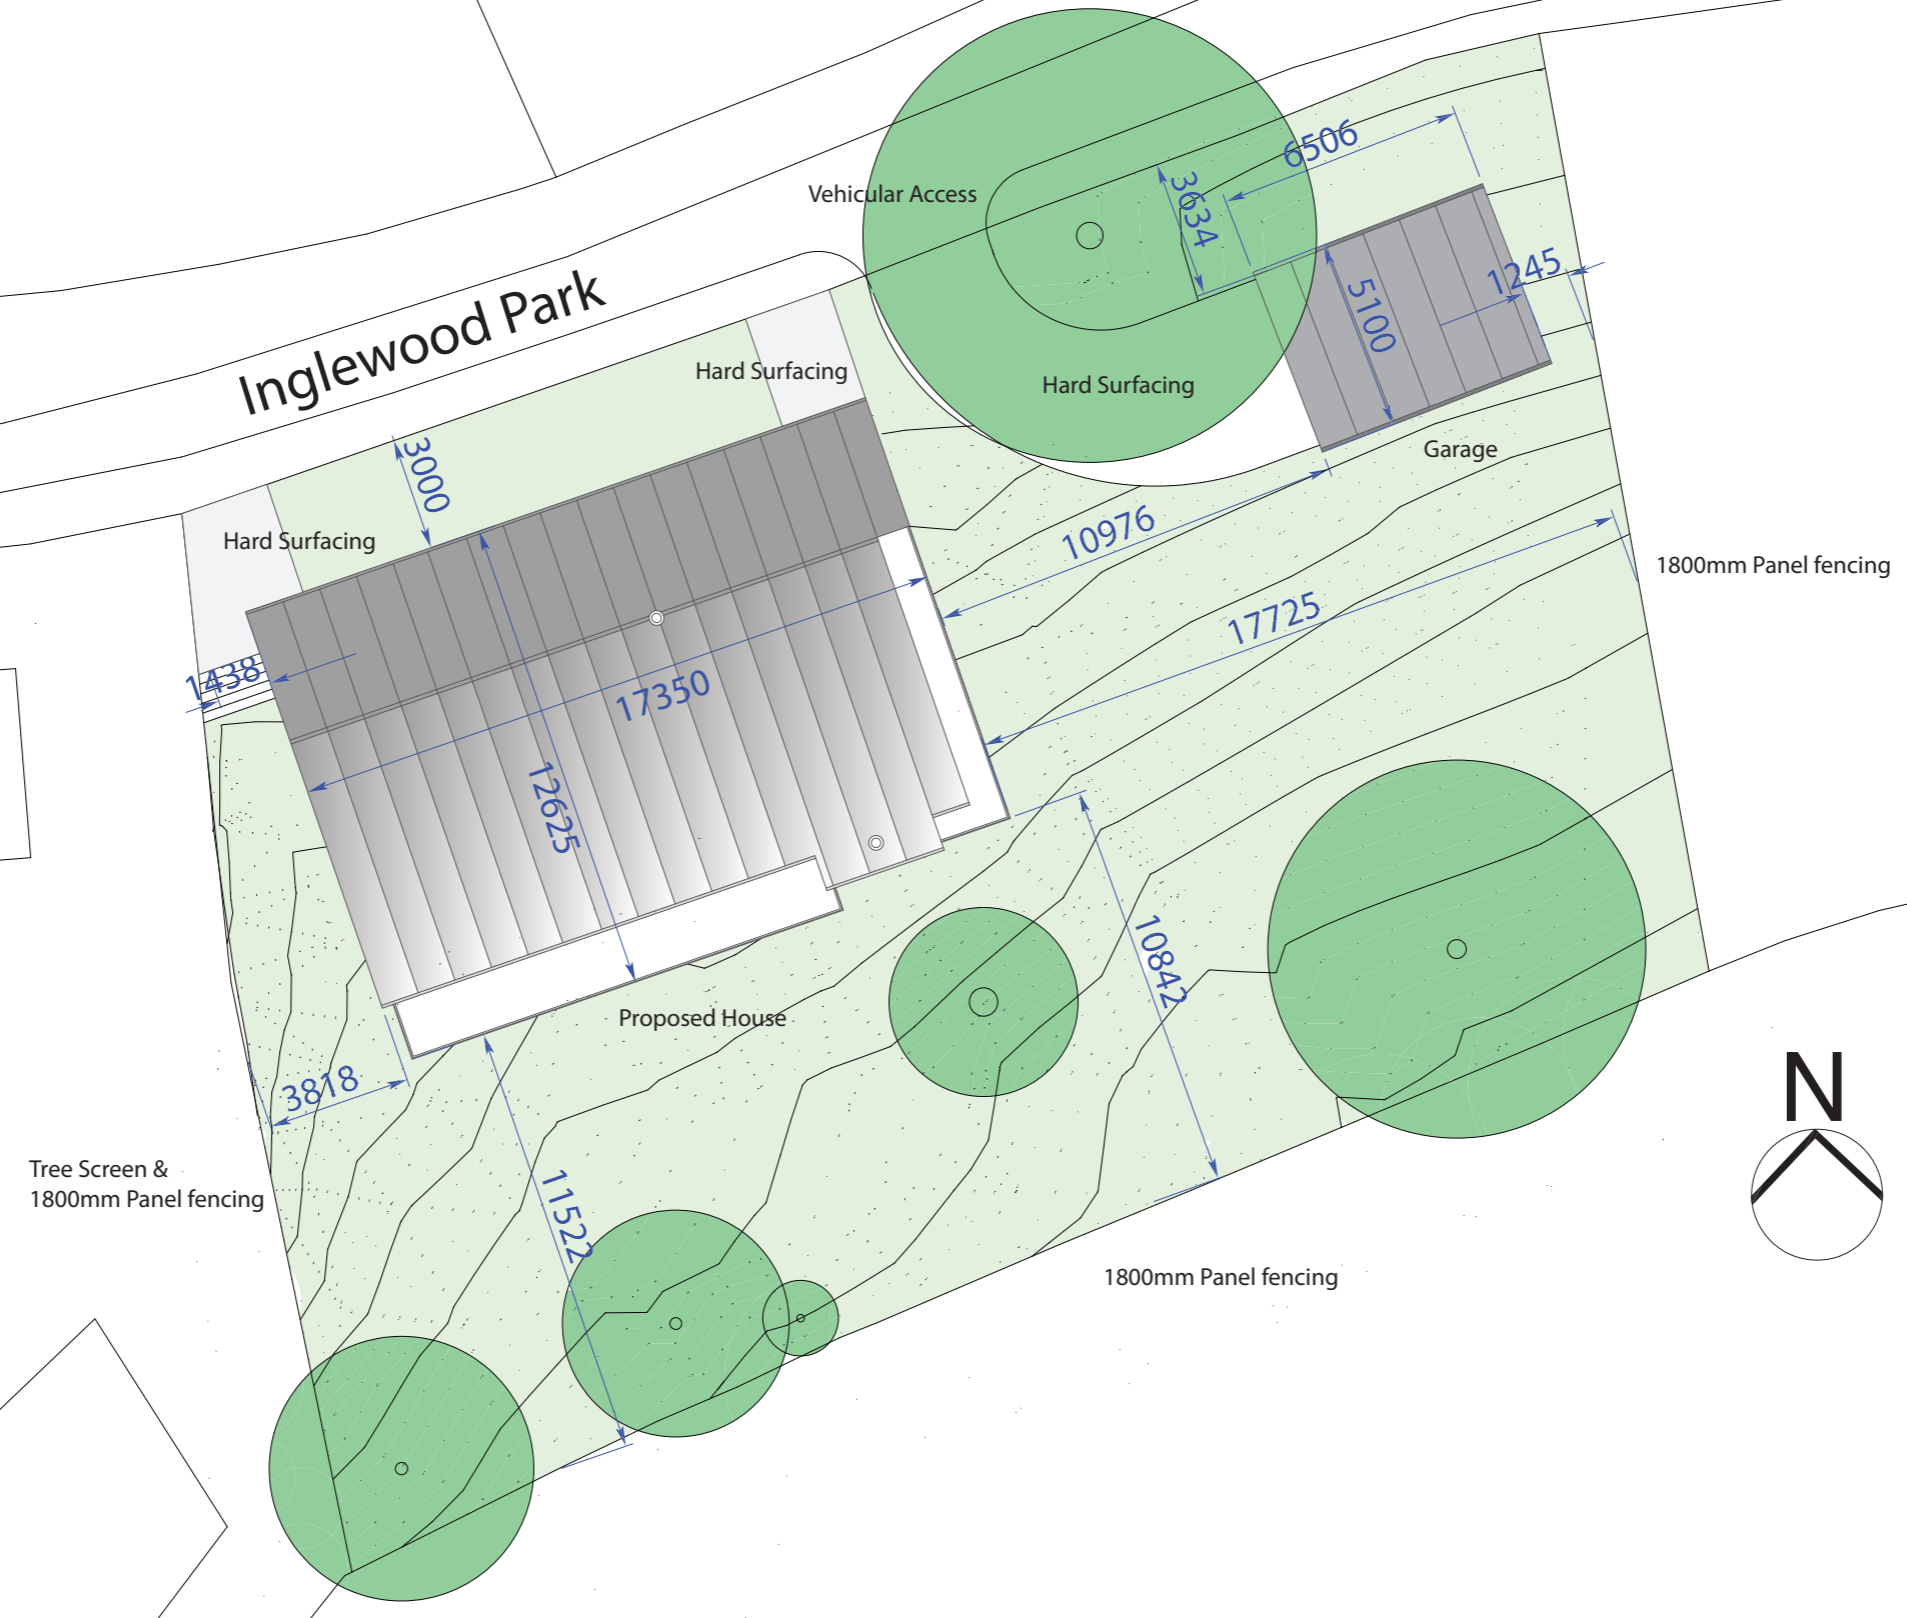 6506
Vehicular Access
3634
1245
Inglewood Park
5100
Hard Surfacing
Hard Surfacing
3000
Garage
10976
Hard Surfacing
1800mm Panel fencing
17725
1438
17350
12625
10842
Proposed House
3818
N
Tree Screen &
1800mm Panel fencing
11522
1800mm Panel fencing